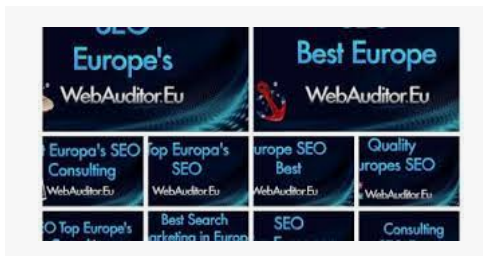 SEO
Europe's
WebAuditor.Eu
Best Europe
WebAuditor.Eu
Europa's SEO
Consulting
WebAuditor.Eu
Top Europa's
SEO
WebAuditor.Eu
urope SEO
Best
WebAuditor.Eu
Quality
uropes SEO
WebAuditor.Eu
O Top Europe's
Best Search
arketing in Europ
SEO
Consulting